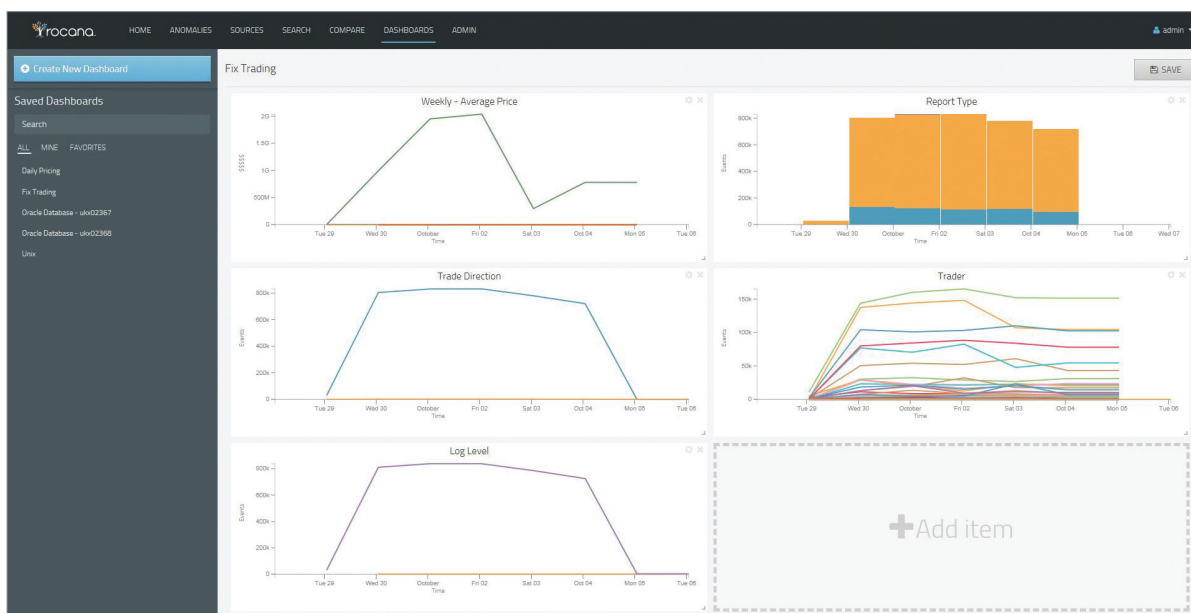 rocana.
HOME ANOMALIES SOURCES SEARCH COMPARE DASHBOARDS ADMIN
admin
Create New Dashboard
Fix Trading
SAVE
Saved Dashboards
Search
ALL MINE FAVORITES
Daily Pricing
Fix Trading
Oracle Database - ukx02367
Oracle Database - ukx02368
Unix
Weekly - Average Price
2G
1.5G
1G
500M
0
$$$$$
Tue 29 Wed 30 October Fri 02 Sat 03 Oct 04 Mon 05 Tue 06
Time
Report Type
800k
600k
400k
200k
0
Events
Tue 29 Wed 30 October Fri 02 Sat 03 Oct 04 Mon 05 Tue 06 Wed 07
Time
Trade Direction
800k
600k
400k
200k
0
Events
Tue 29 Wed 30 October Fri 02 Sat 03 Oct 04 Mon 05 Tue 06
Time
Trader
150k
100k
50k
0
Events
Tue 29 Wed 30 October Fri 02 Sat 03 Oct 04 Mon 05 Tue 06
Time
Log Level
800k
600k
400k
200k
0
Events
Tue 29 Wed 30 October Fri 02 Sat 03 Oct 04 Mon 05 Tue 06
Time
Add item